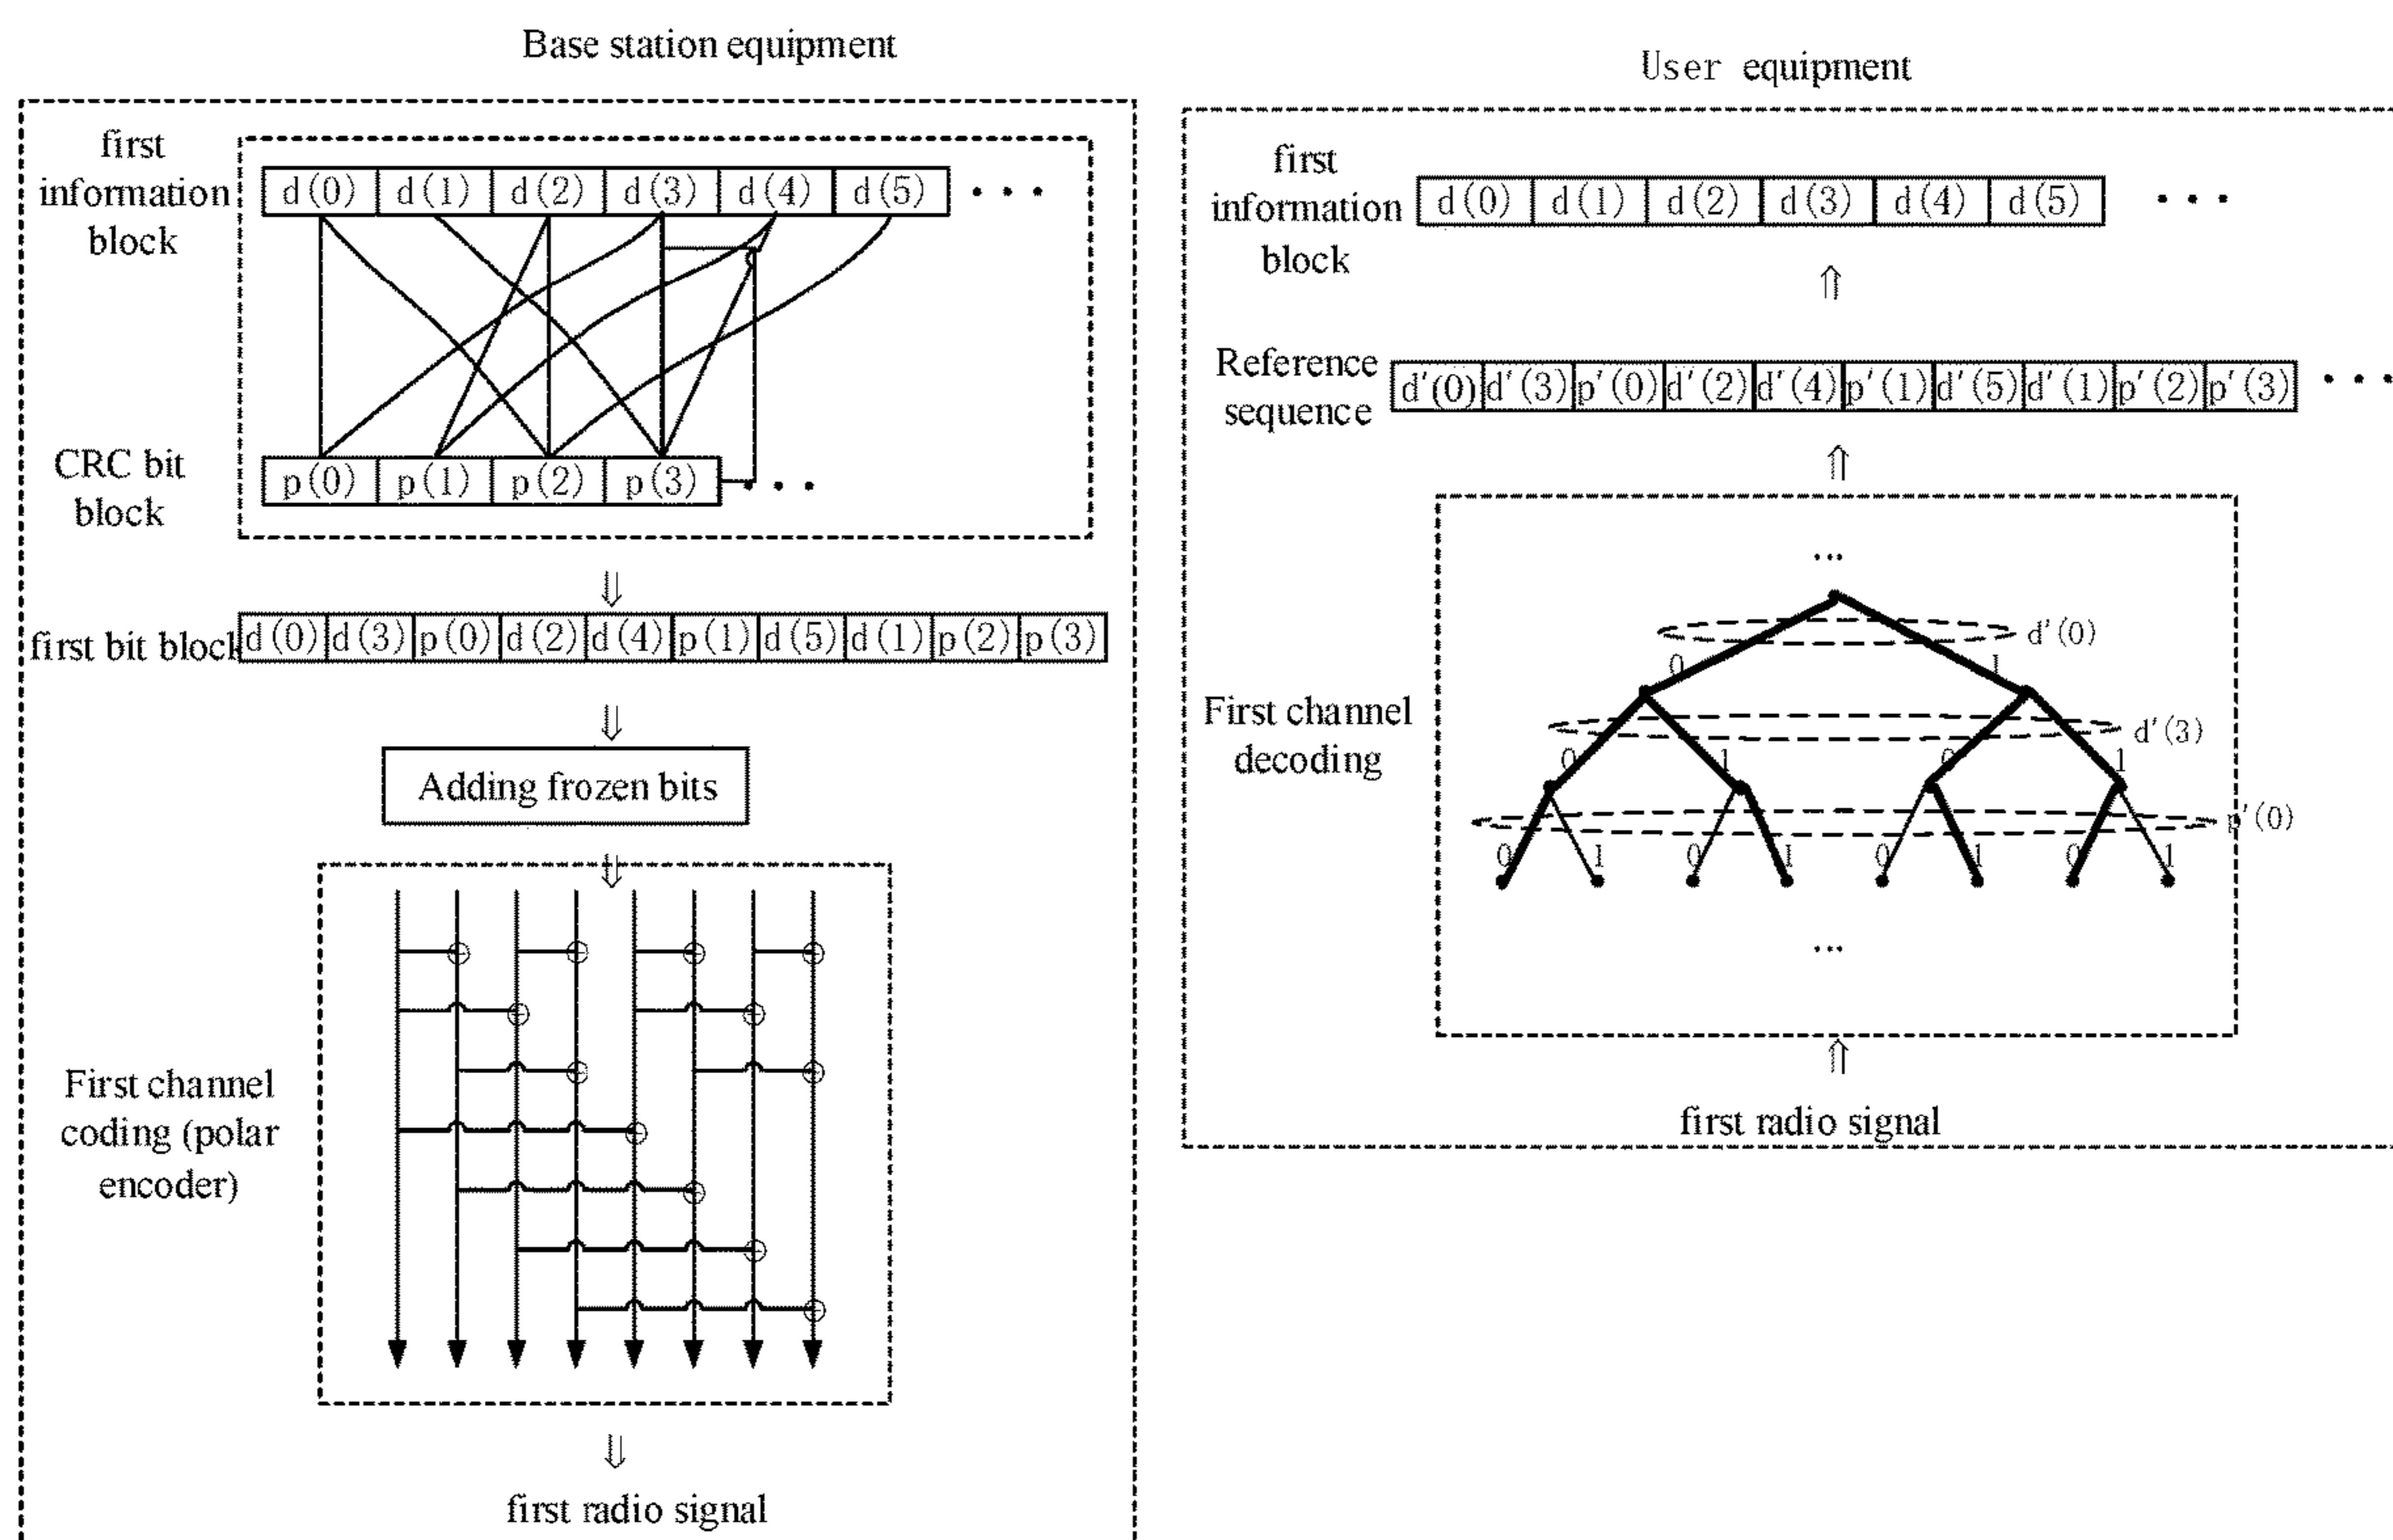 Base station equipment
first
information
block
d(0) d(1) d(2) d(3) d(4) d(5) ...
CRC bit
block
p(0) p(1) p(2) p(3) ...
first bit block d(0) d(3) p(0) d(2) d(4) p(1) d(5) d(1) p(2) p(3)
Adding frozen bits
First channel
coding (polar
encoder)
first radio signal
User equipment
first
information
block
d(0) d(1) d(2) d(3) d(4) d(5) ...
Reference
sequence
d'(0) d'(3) p'(0) d'(2) d'(4) p'(1) d'(5) d'(1) p'(2) p'(3) ...
First channel
decoding
...
d'(0)
0 1
d'(3)
0 1 0 1
p'(0)
0 1 0 1 0 1 0 1
...
first radio signal